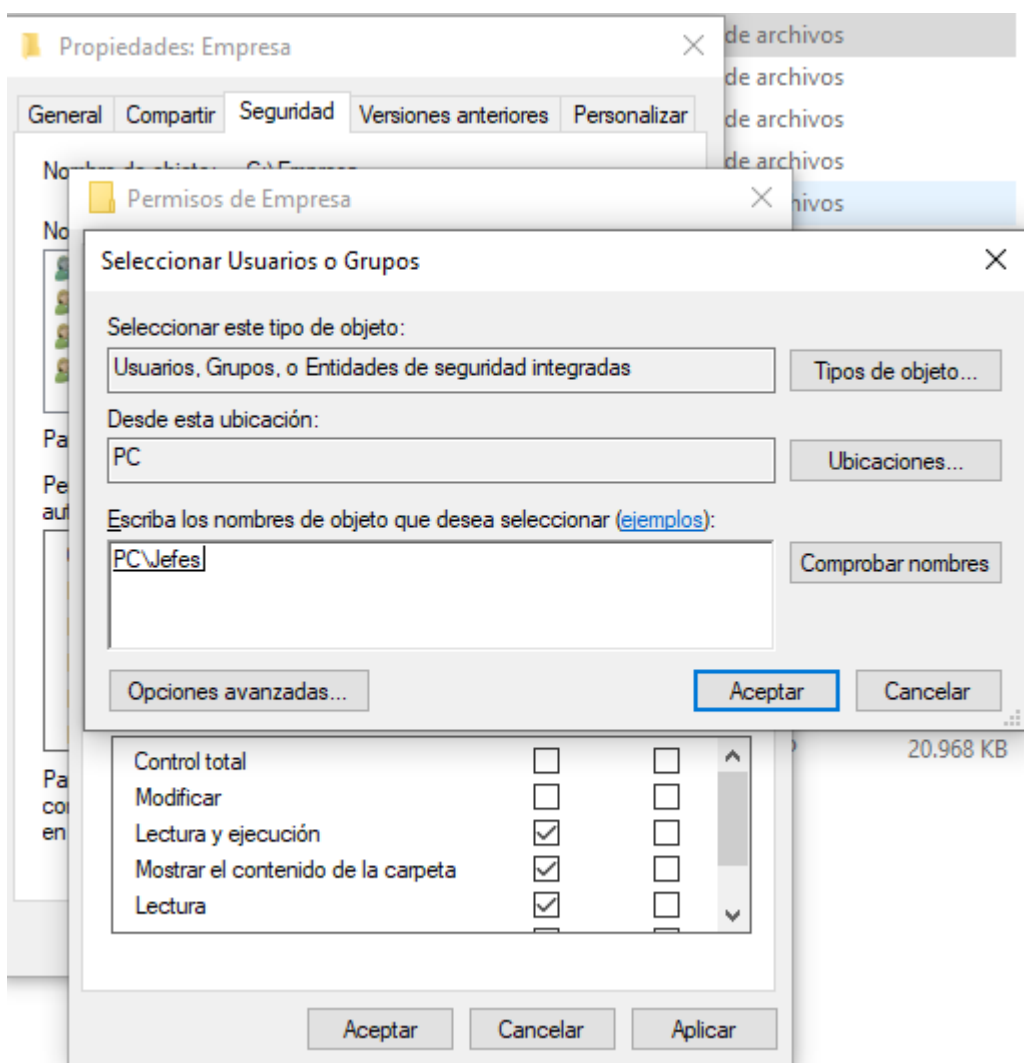 Propiedades: Empresa
de archivos
de archivos
General Compartir Seguridad Versiones anteriores Personalizar
de archivos
de archivos
Permisos de Empresa
Seleccionar Usuarios o Grupos
Seleccionar este tipo de objeto:
Usuarios, Grupos, o Entidades de seguridad integradas
Tipos de objeto...
Desde esta ubicación:
PC
Ubicaciones...
Escriba los nombres de objeto que desea seleccionar (ejemplos):
PC\Jefes
Comprobar nombres
Opciones avanzadas...
Aceptar
Cancelar
20.968 KB
Control total
Modificar
Lectura y ejecución
Mostrar el contenido de la carpeta
Lectura
Aceptar
Cancelar
Aplicar